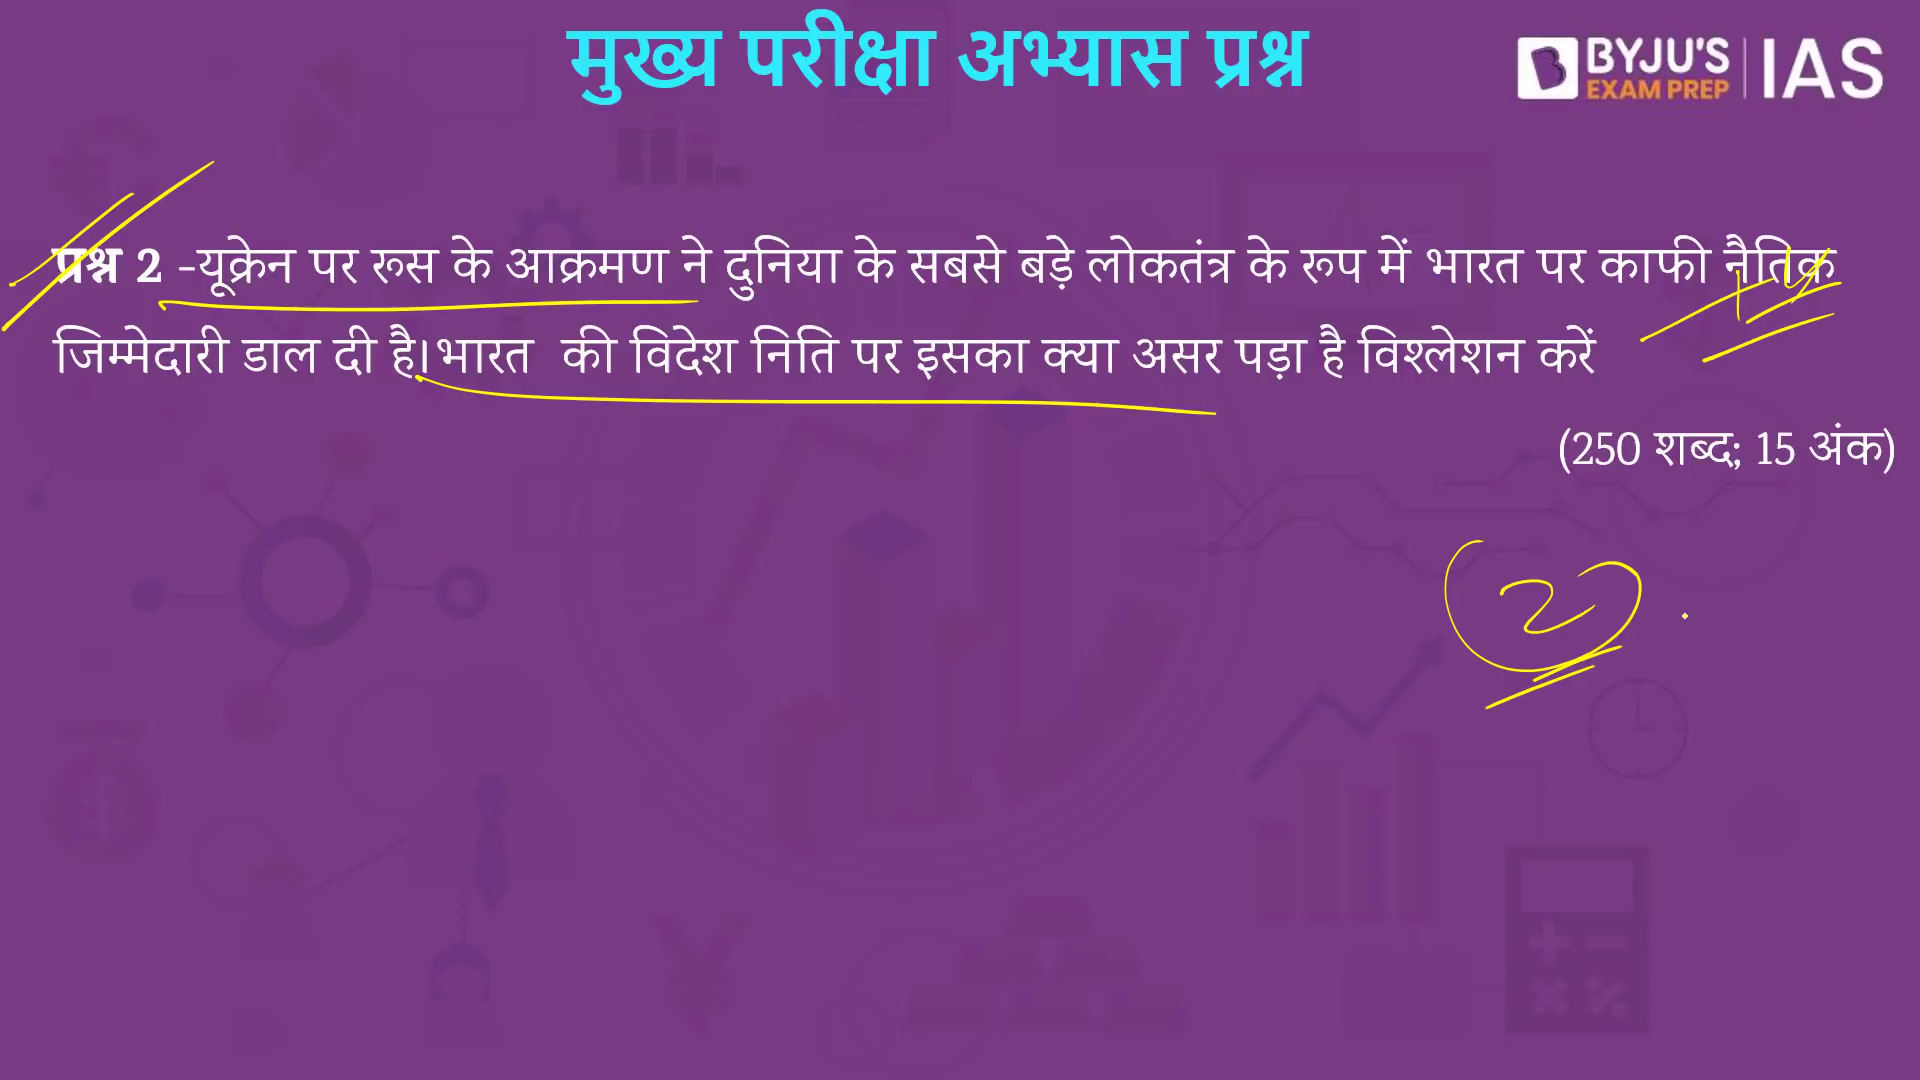 मुख्य परीक्षा अभ्यास प्रश्न
BYJU'S
EXAM PREP
IAS
प्रश्न 2 -यूक्रेन पर रूस के आक्रमण ने दुनिया के सबसे बड़े लोकतंत्र के रूप में भारत पर काफी नैतिक
जिम्मेदारी डाल दी है।भारत की विदेश निति पर इसका क्या असर पड़ा है विश्लेशन करें
(250 शब्द; 15 अंक)
2